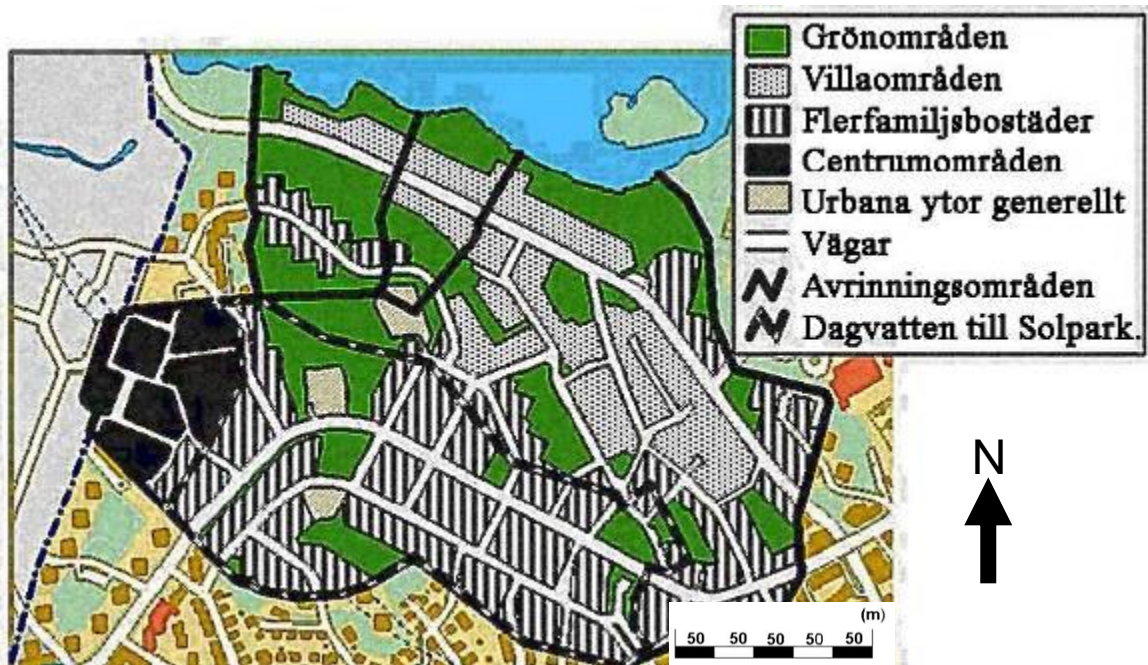 Grönområden
Villaområden
Flerfamiljsbostäder
Centrumområden
Urbana ytor generellt
Vägar
Avrinningsområden
Dagvatten till Solpark
N
(m)
50 50 50 50 50